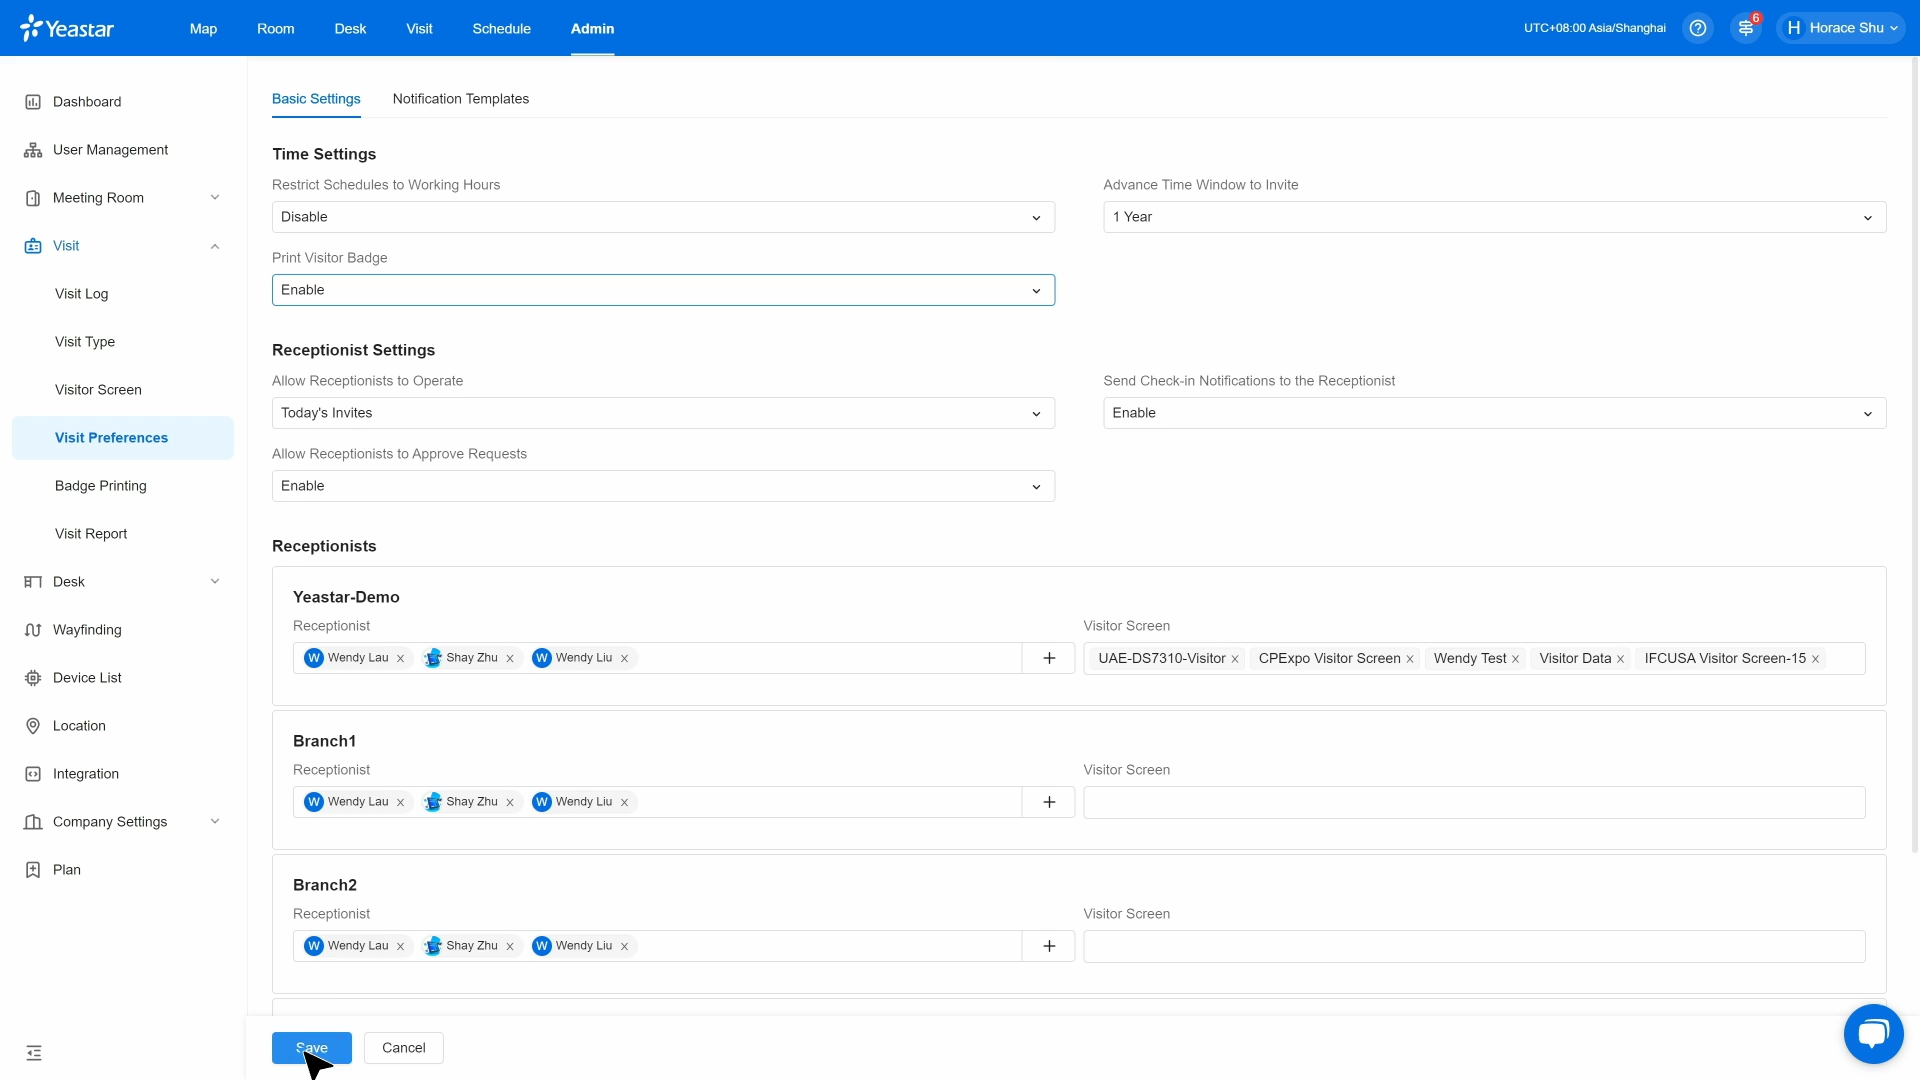 Yeastar
Map Room Desk Visit Schedule Admin
UTC+08:00 Asia/Shanghai 6 H Horace Shu
Dashboard
User Management
Meeting Room
Visit
Visit Log
Visit Type
Visitor Screen
Visit Preferences
Badge Printing
Visit Report
Desk
Wayfinding
Device List
Location
Integration
Company Settings
Plan
Basic Settings Notification Templates
Time Settings
Restrict Schedules to Working Hours Advance Time Window to Invite
Disable 1 Year
Print Visitor Badge
Enable
Receptionist Settings
Allow Receptionists to Operate Send Check-in Notifications to the Receptionist
Today's Invites Enable
Allow Receptionists to Approve Requests
Enable
Receptionists
Yeastar-Demo
Receptionist Visitor Screen
W Wendy Lau Shay Zhu W Wendy Liu UAE-DS7310-Visitor CPExpo Visitor Screen Wendy Test Visitor Data IFCUSA Visitor Screen-15
Branch1
Receptionist Visitor Screen
W Wendy Lau Shay Zhu W Wendy Liu
Branch2
Receptionist Visitor Screen
W Wendy Lau Shay Zhu W Wendy Liu
Save Cancel